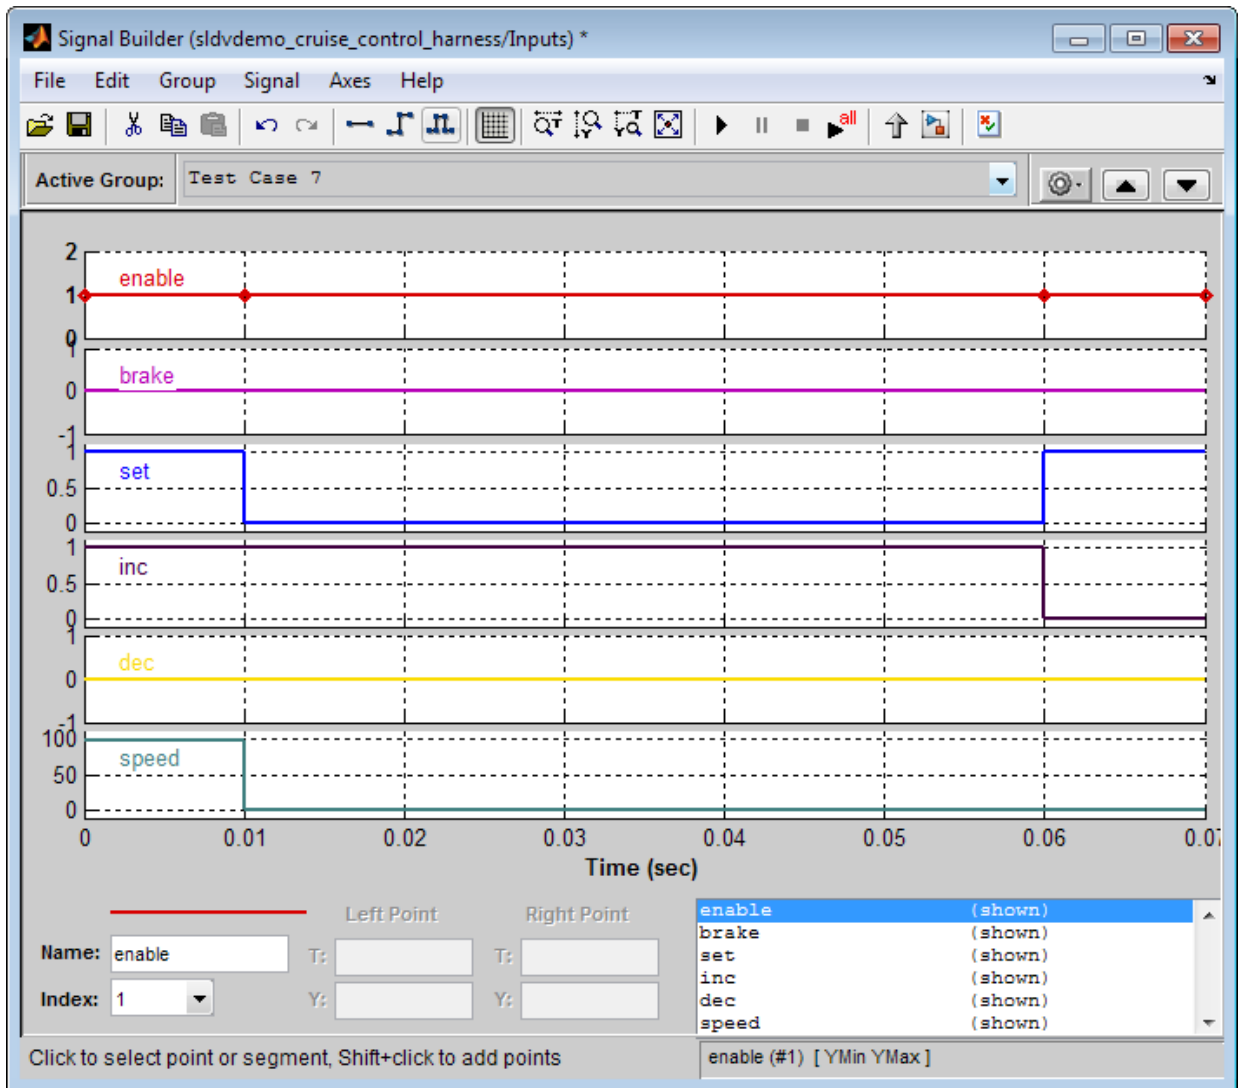 Signal Builder (sldvdemo_cruise_control_harness/Inputs) *
File Edit Group Signal Axes Help
all
Active Group: Test Case 7
2
enable
1
0
1
brake
0
-1
1
set
0.5
0
1
inc
0.5
0
1
dec
0
-1
100
speed
50
0
0 0.01 0.02 0.03 0.04 0.05 0.06
Time (sec)
Left Point Right Point
Name: enable T: T:
Index: 1 Y: Y:
enable (shown)
brake (shown)
set (shown)
inc (shown)
dec (shown)
speed (shown)
Click to select point or segment, Shift+click to add points
enable (#1) [ YMin YMax ]